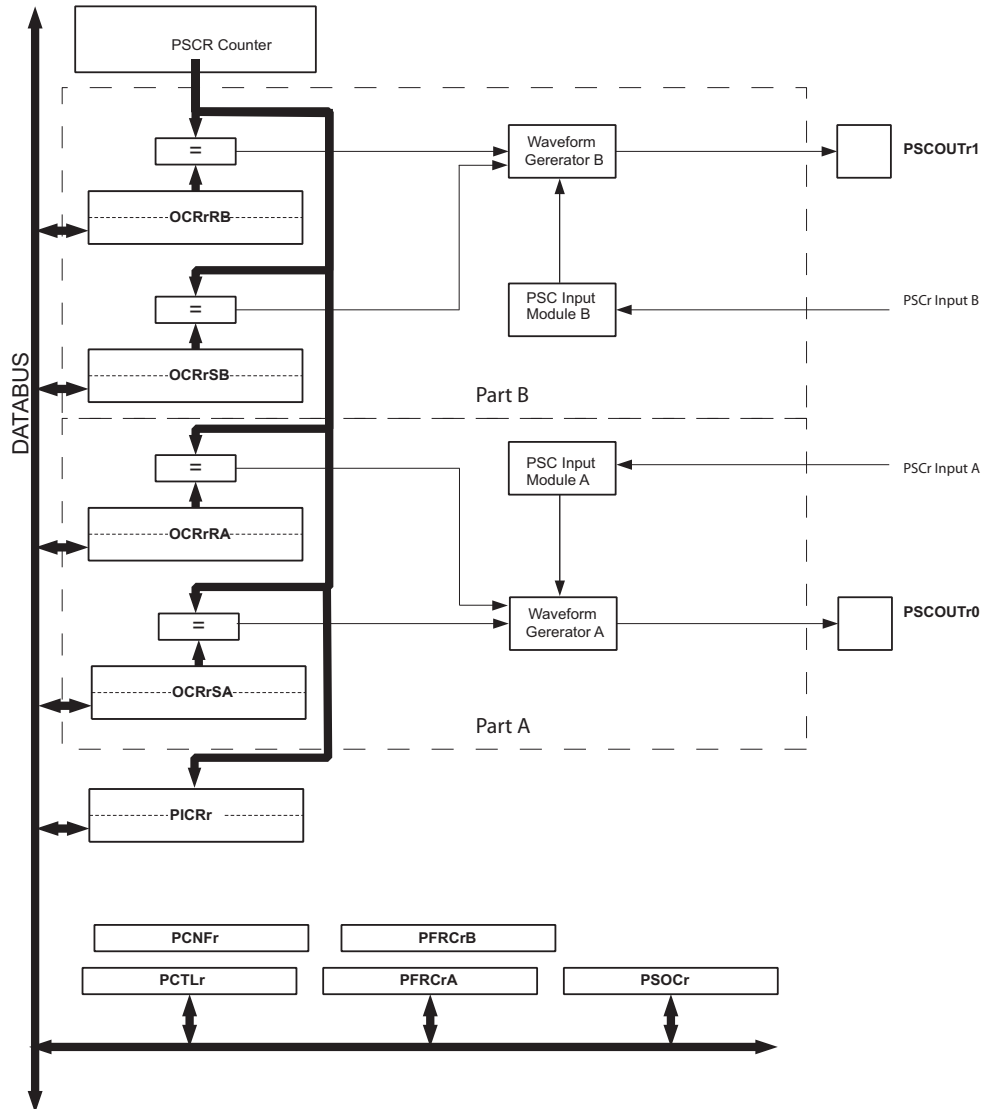 PSCR Counter
=
Waveform
Gererator B
PSCOUTr1
OCRrRB
=
PSC Input
Module B
PSCr Input B
OCRrSB
Part B
DATABUS
=
PSC Input
Module A
PSCr Input A
OCRrRA
=
Waveform
Gererator A
PSCOUTr0
OCRrSA
Part A
PICRr
PCNFr
PFRCrB
PCTLr
PFRCrA
PSOCr